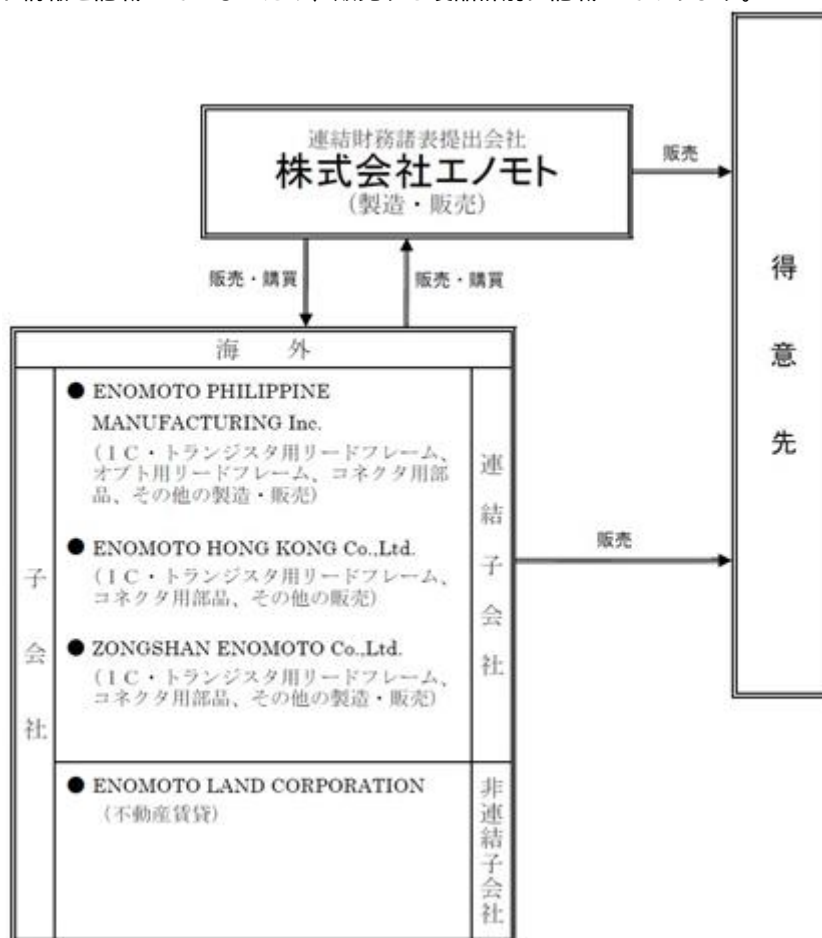 連結財務諸表提出会社
株式会社エノモト
(製造・販売)
販売
得意先
販売・購買
販売・購買
海 外
子会社
● ENOMOTO PHILIPPINE
MANUFACTURING Inc.
(IC・トランジスタ用リードフレーム、
オプト用リードフレーム、コネクタ用部
品、その他の製造・販売)
● ENOMOTO HONG KONG Co.,Ltd.
(IC・トランジスタ用リードフレーム、
コネクタ用部品、その他の販売)
● ZONGSHAN ENOMOTO Co.,Ltd.
(IC・トランジスタ用リードフレーム、
コネクタ用部品、その他の製造・販売)
連結子会社
販売
● ENOMOTO LAND CORPORATION
(不動産賃貸)
非連結子会社